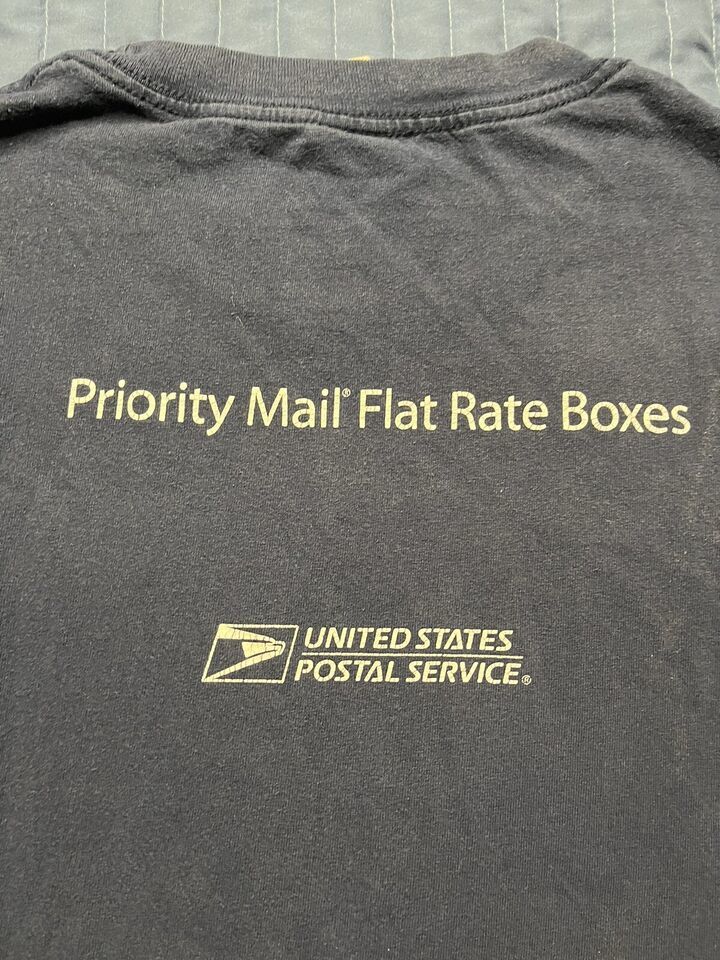 Priority Mail® Flat Rate Boxes
UNITED STATES
POSTAL SERVICE®